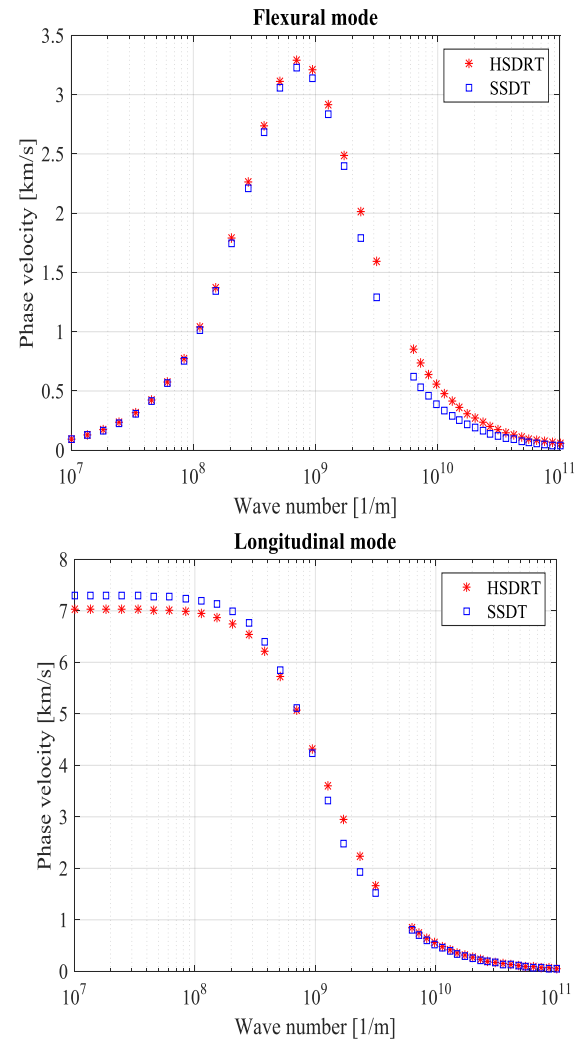 Flexural mode
3.5
3
2.5
2
1.5
1
0.5
0
Phase velocity [km/s]
HSDRT
SSDT
10^7 10^8 10^9 10^10 10^11
Wave number [1/m]
Longitudinal mode
8
7
6
5
4
3
2
1
0
Phase velocity [km/s]
HSDRT
SSDT
10^7 10^8 10^9 10^10 10^11
Wave number [1/m]